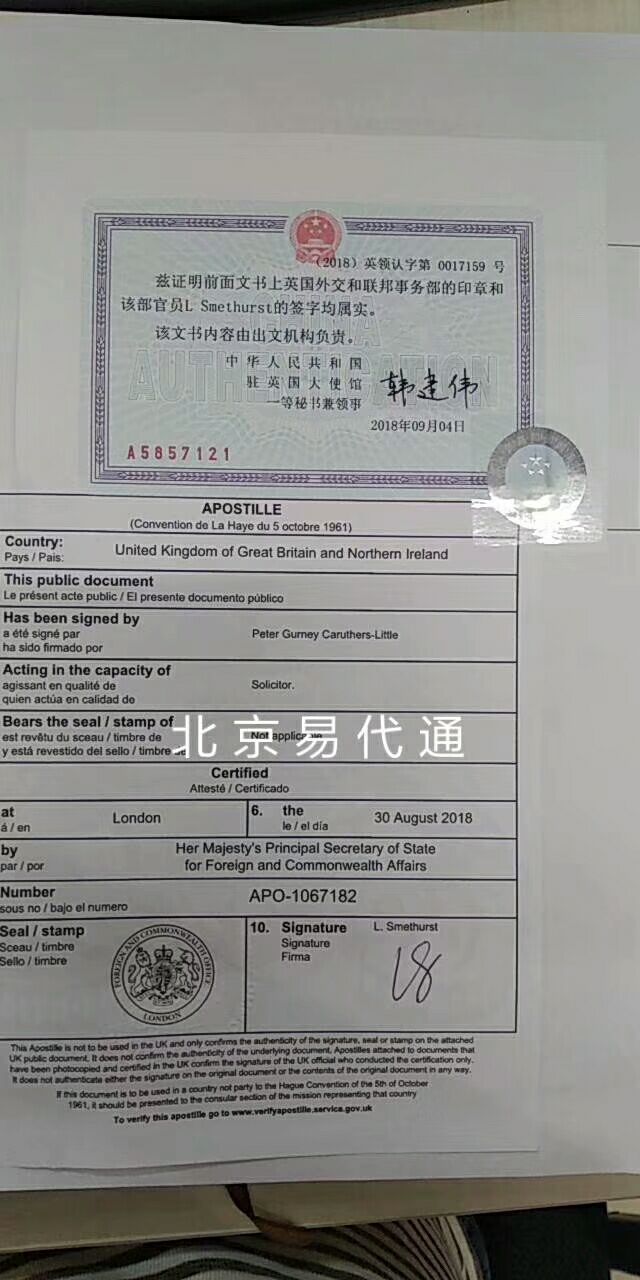 (2018) 英领认字第 0017159 号
兹证明前面文书上英国外交和联邦事务部的印章和
该部官员L Smethurst的签字均属实。
该文书内容由出文机构负责。
中华人民共和国
驻英国大使馆
一等秘书兼领事
韩建伟
2018年09月04日
A5857121
APOSTILLE
(Convention de La Haye du 5 octobre 1961)
Country:
Pays / Pais:
United Kingdom of Great Britain and Northern Ireland
This public document
Le présent acte public / El presente documento público
Has been signed by
a été signé par
ha sido firmado por
Peter Gurney Caruthers-Little
Acting in the capacity of
agissant en qualité de
quien actúa en calidad de
Solicitor.
Bears the seal / stamp of
est revêtu du sceau / timbre de
y está revestido del sello / timbre de
Not applicable
北京易代通
Certified
Attesté / Certificado
at
á / en
London
6. the
le / el día
30 August 2018
by
par / por
Her Majesty's Principal Secretary of State
for Foreign and Commonwealth Affairs
Number
sous no / bajo el numero
APO-1067182
Seal / stamp
Sceau / timbre
Sello / timbre
FOREIGN AND COMMONWEALTH OFFICE
LONDON
10. Signature
Signature
Firma
L. Smethurst
This Apostille is not to be used in the UK and only confirms the authenticity of the signature, seal or stamp on the attached
UK public document. It does not confirm the authenticity of the underlying document. Apostilles attached to documents that
have been photocopied and certified in the UK confirm the signature of the UK official who conducted the certification only.
It does not authenticate either the signature on the original document or the contents of the original document in any way.
If this document is to be used in a country not party to the Hague Convention of the 5th of October
1961, it should be presented to the consular section of the mission representing that country
To verify this apostille go to www.verifyapostille.service.gov.uk